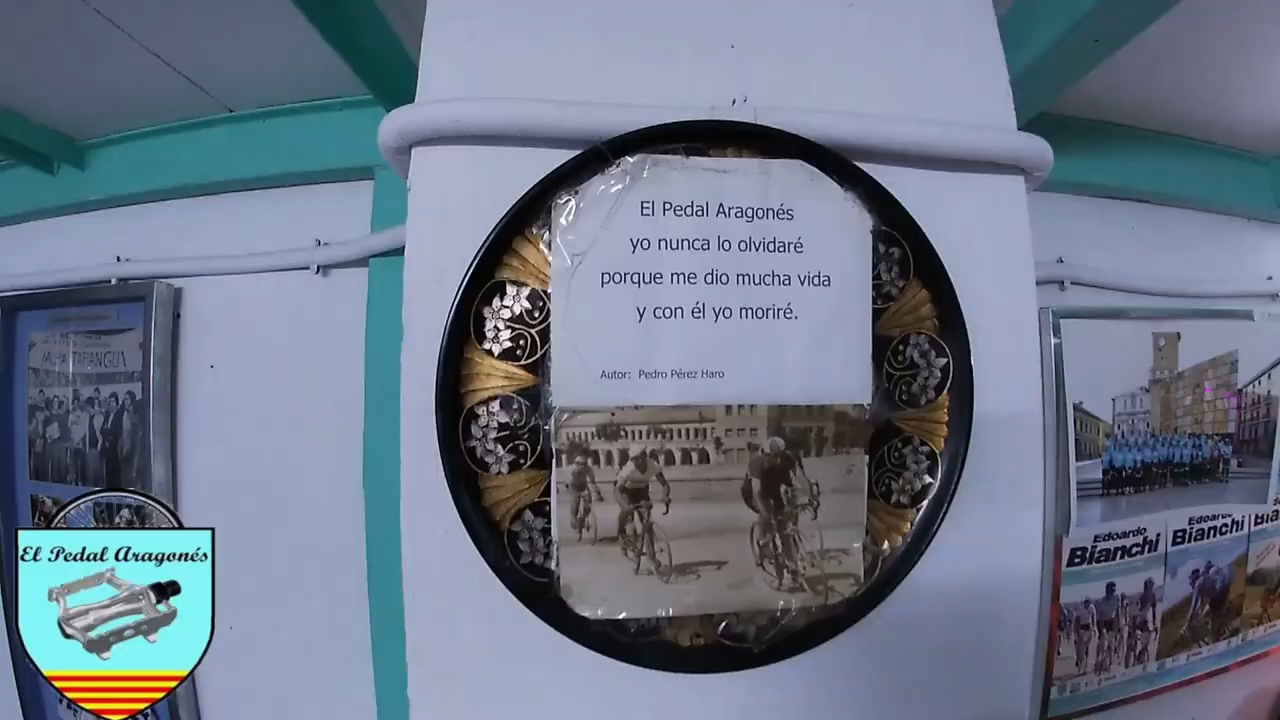 El Pedal Aragonés
yo nunca lo olvidaré
porque me dio mucha vida
y con él yo moriré.
Autor: Pedro Pérez Haro
El Pedal Aragonés
Edoardo
Bianchi
Edoardo
Bianchi